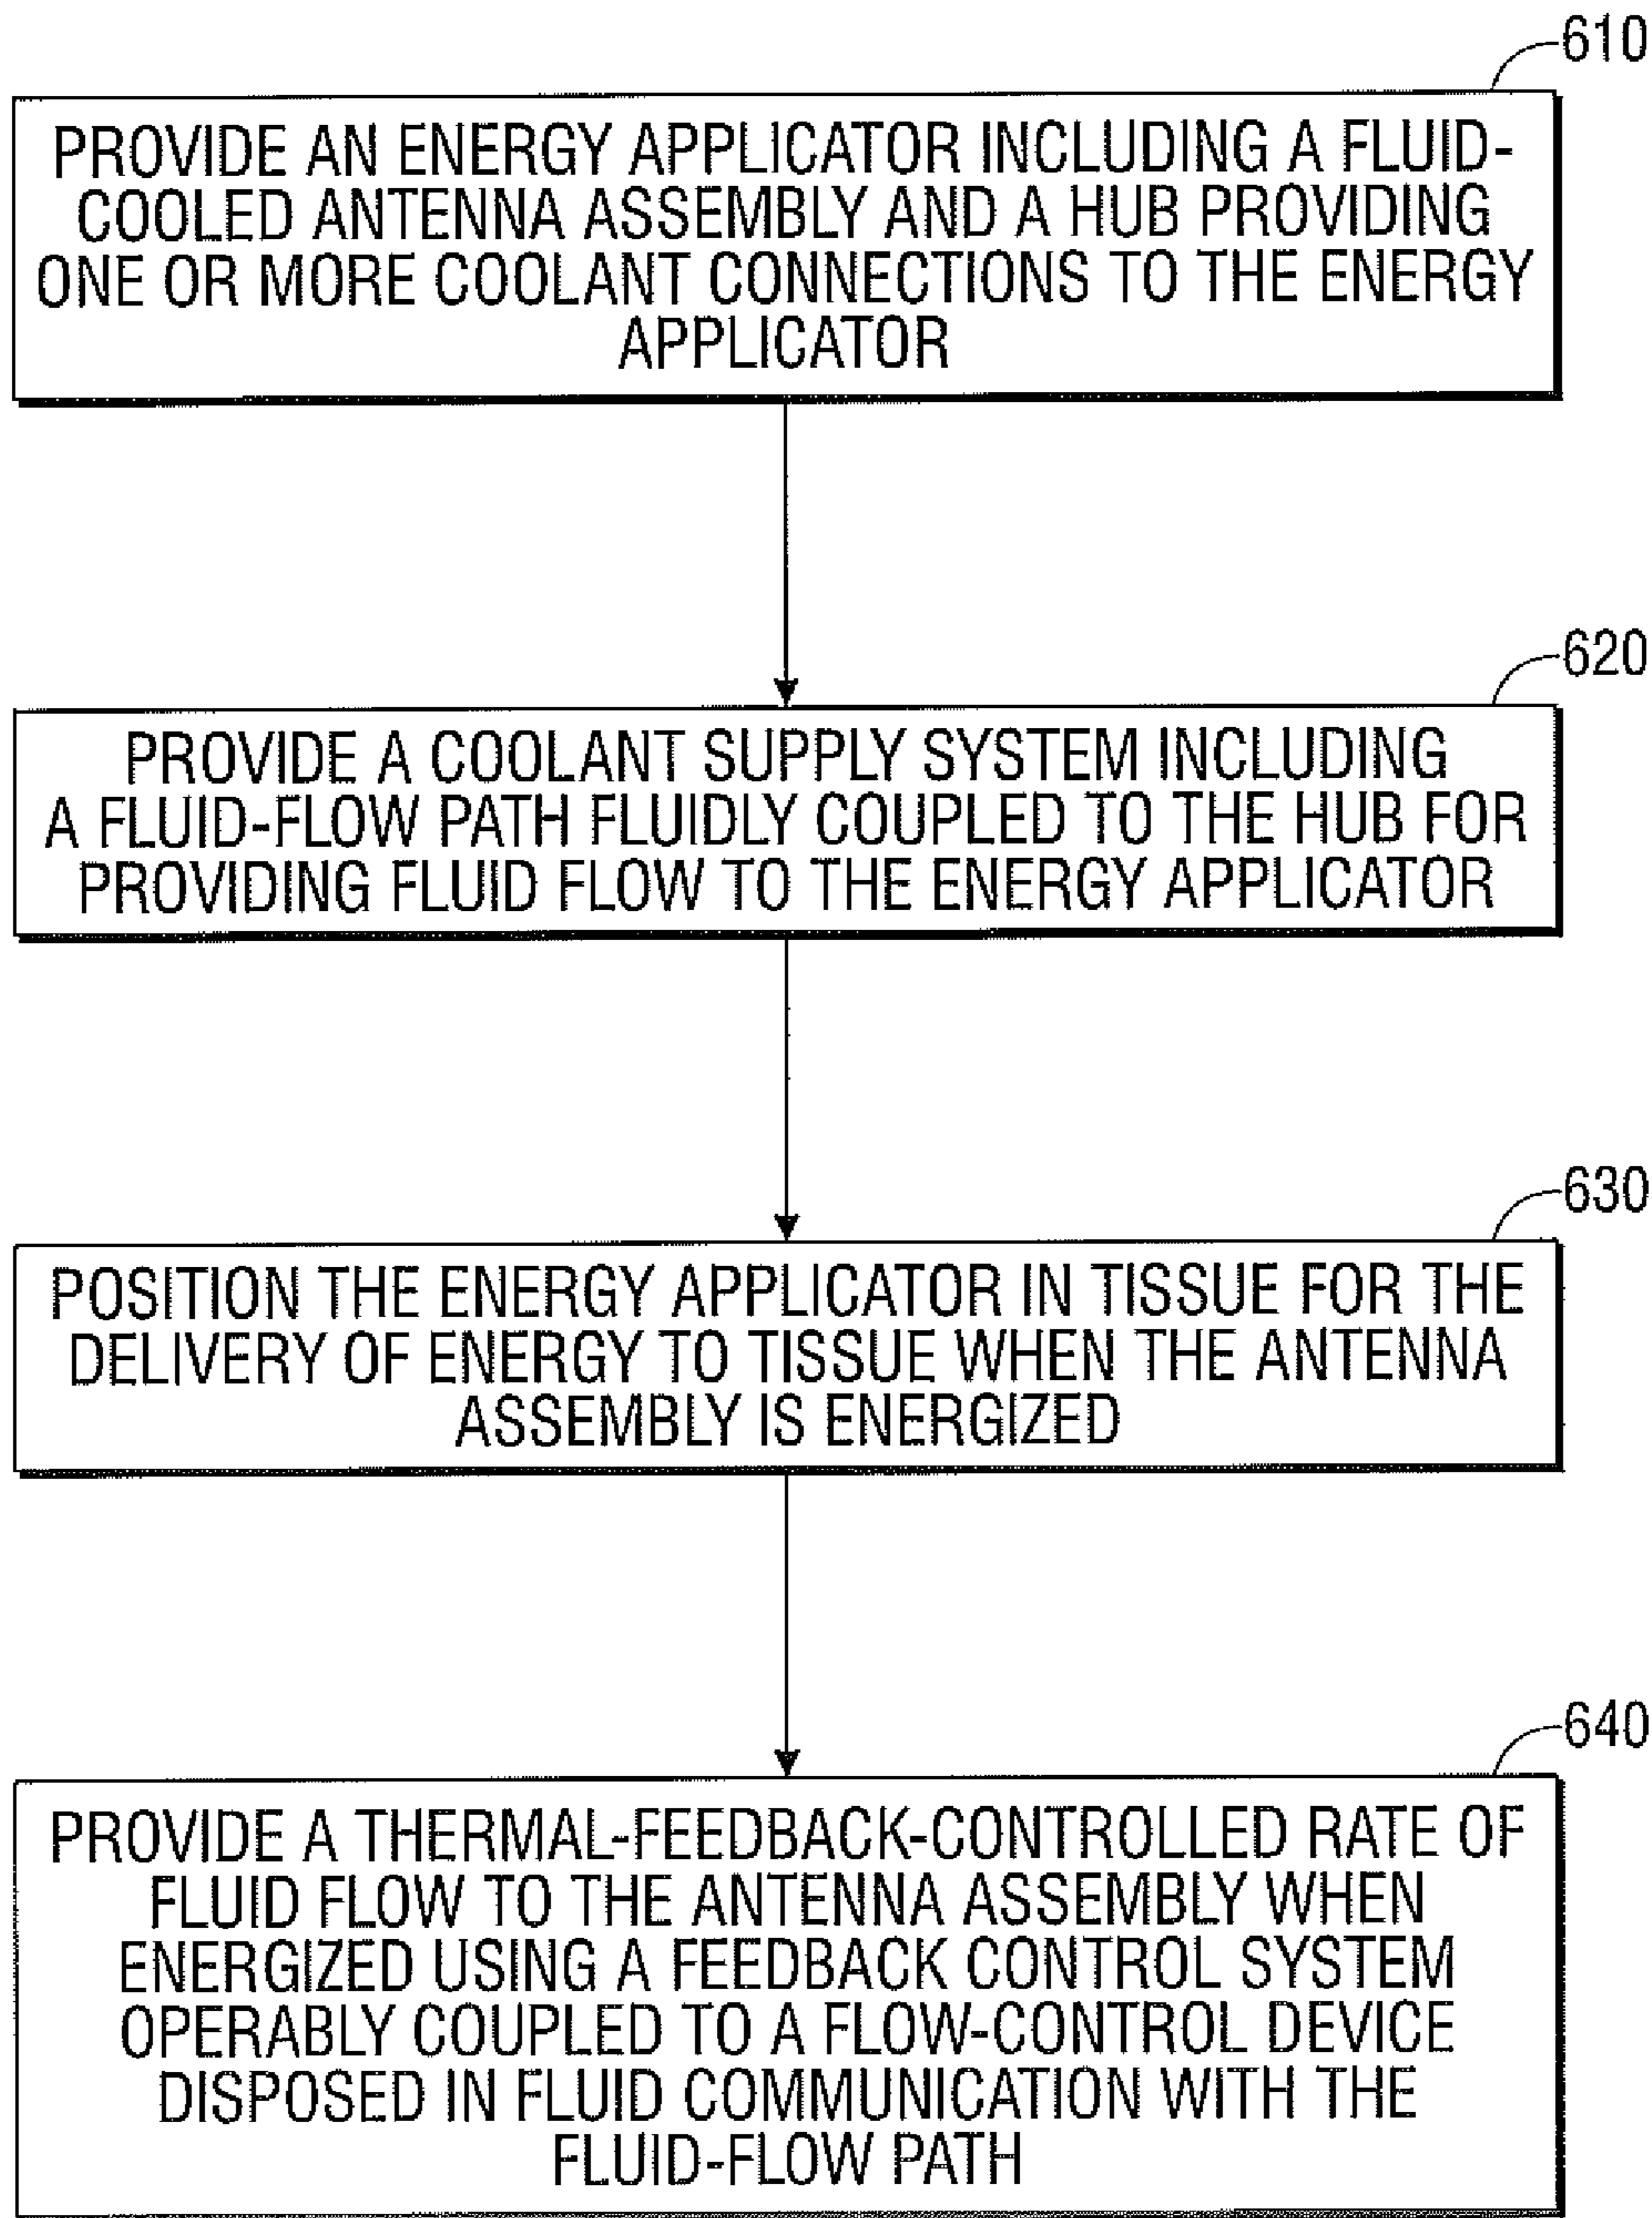 610
PROVIDE AN ENERGY APPLICATOR INCLUDING A FLUID-
COOLED ANTENNA ASSEMBLY AND A HUB PROVIDING
ONE OR MORE COOLANT CONNECTIONS TO THE ENERGY
APPLICATOR
620
PROVIDE A COOLANT SUPPLY SYSTEM INCLUDING
A FLUID-FLOW PATH FLUIDLY COUPLED TO THE HUB FOR
PROVIDING FLUID FLOW TO THE ENERGY APPLICATOR
630
POSITION THE ENERGY APPLICATOR IN TISSUE FOR THE
DELIVERY OF ENERGY TO TISSUE WHEN THE ANTENNA
ASSEMBLY IS ENERGIZED
640
PROVIDE A THERMAL-FEEDBACK-CONTROLLED RATE OF
FLUID FLOW TO THE ANTENNA ASSEMBLY WHEN
ENERGIZED USING A FEEDBACK CONTROL SYSTEM
OPERABLY COUPLED TO A FLOW-CONTROL DEVICE
DISPOSED IN FLUID COMMUNICATION WITH THE
FLUID-FLOW PATH